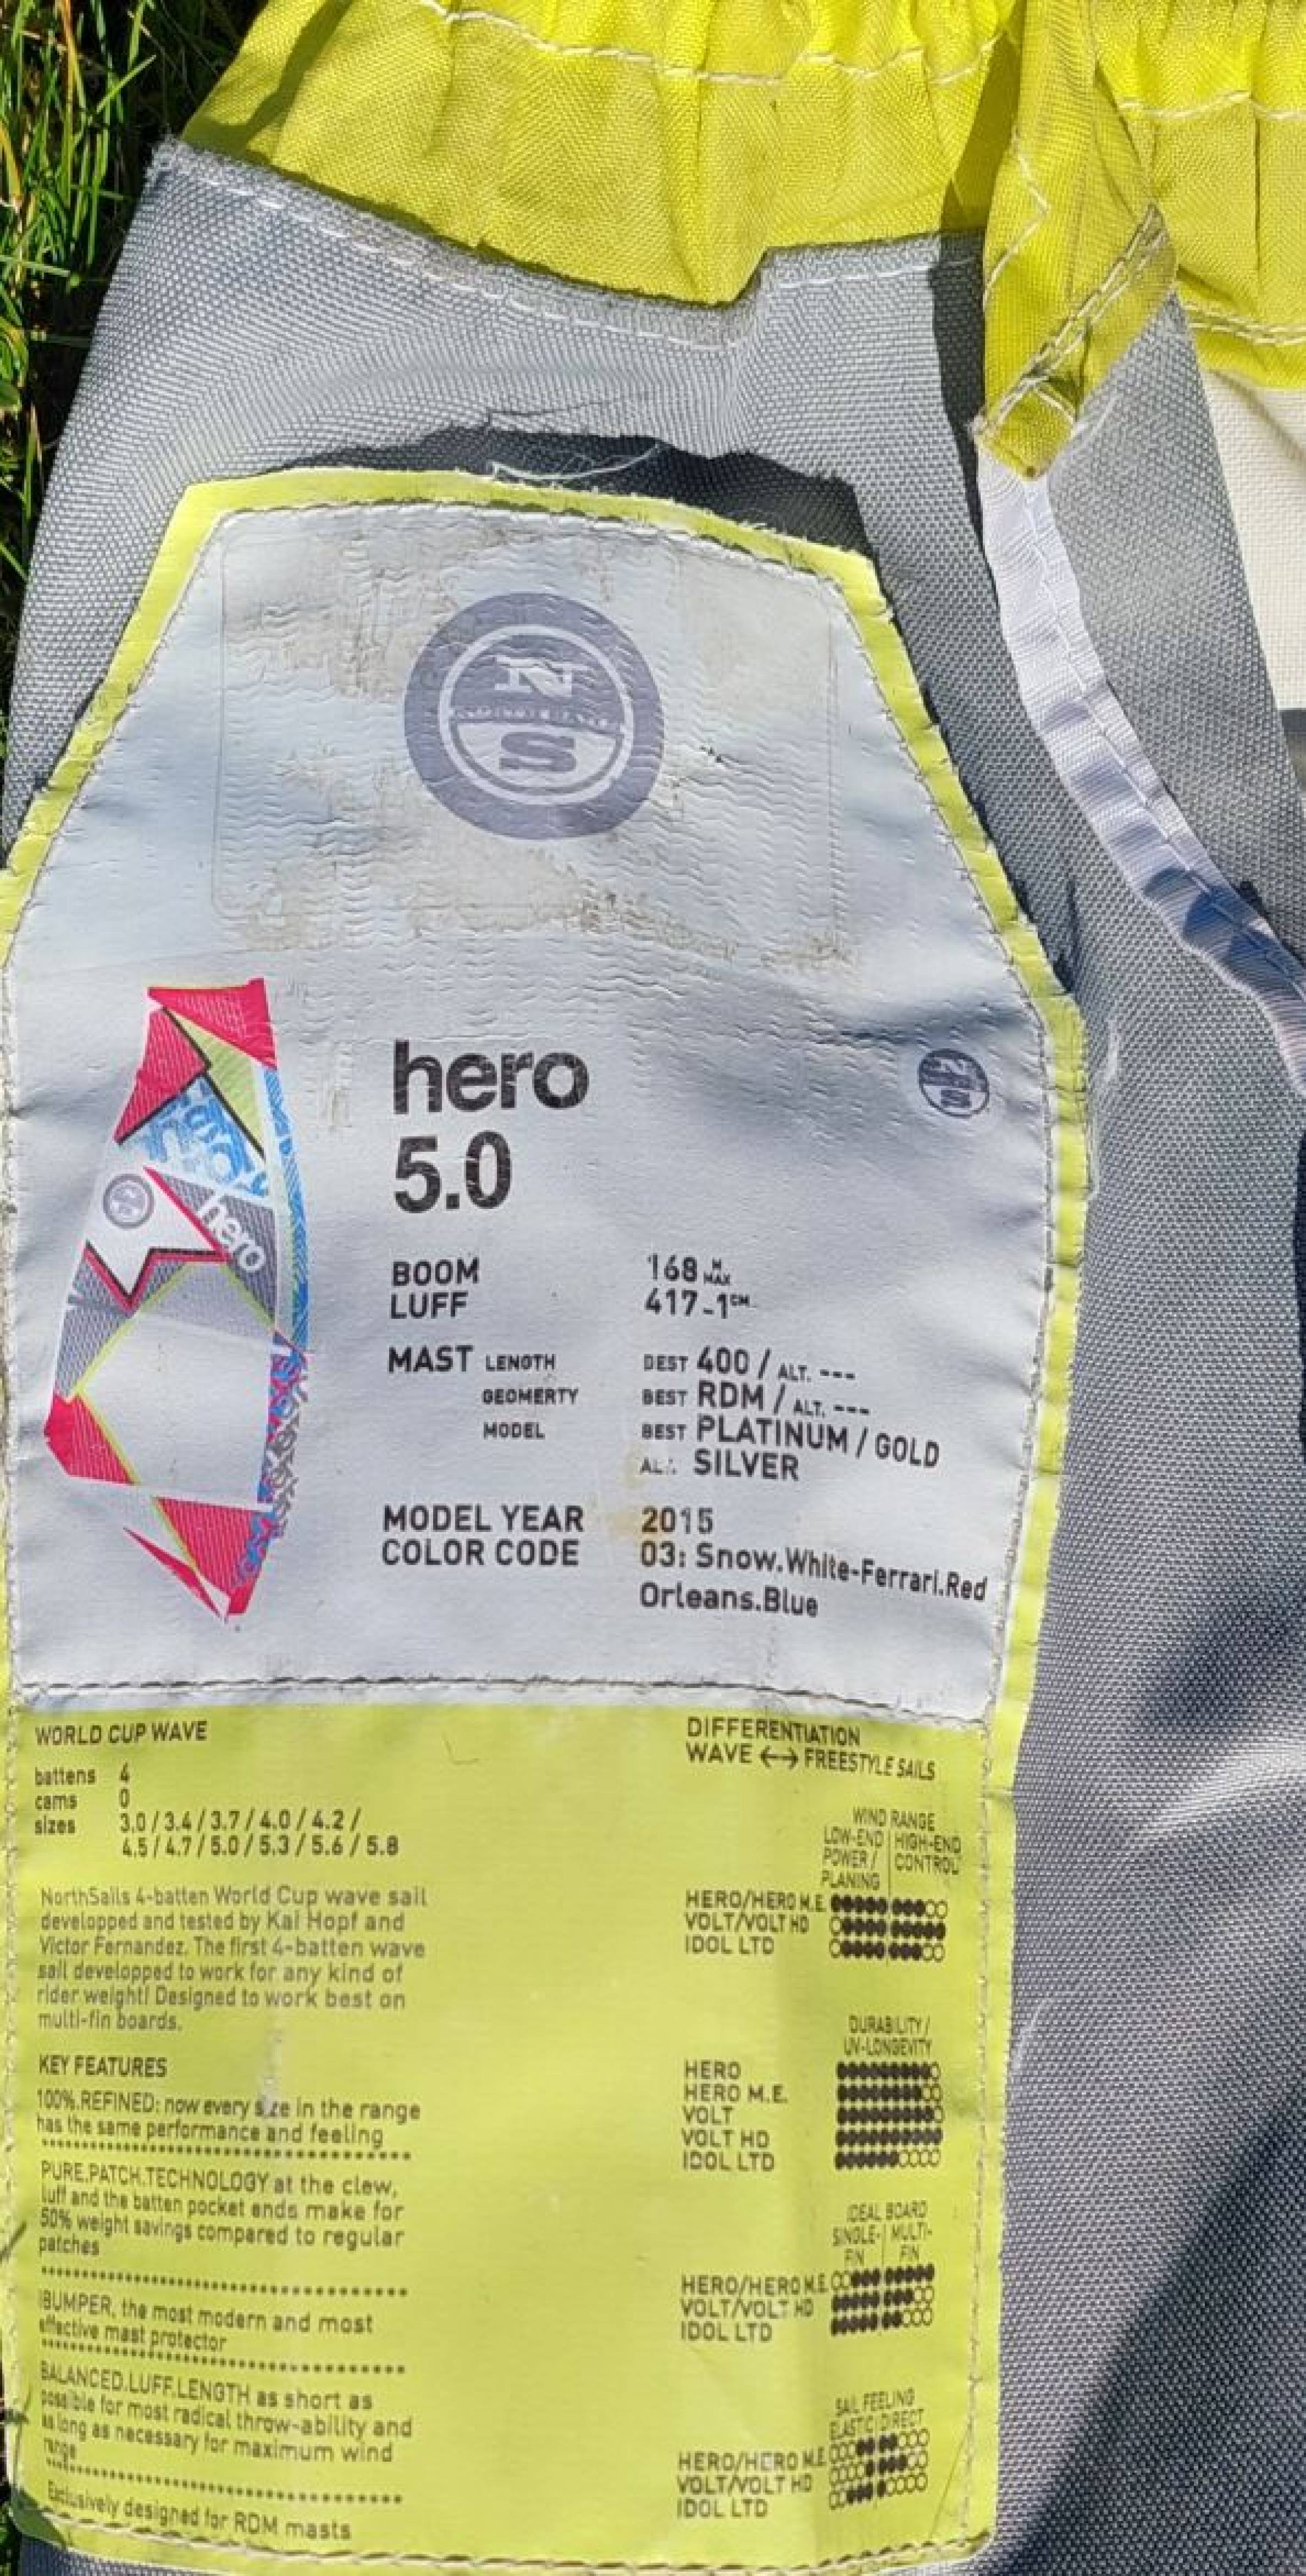 N
NORTH SAILS
S
hero
5.0
N
S
hero
BOOM 168 CM MAX
LUFF 417-1CM
MAST LENGTH BEST 400 / ALT. ---
GEOMERTY BEST RDM / ALT. ---
MODEL BEST PLATINUM / GOLD
ALT. SILVER
MODEL YEAR 2015
COLOR CODE 03: Snow.White-Ferrari.Red
Orleans.Blue
WORLD CUP WAVE
battens 4
cams 0
sizes 3.0 / 3.4 / 3.7 / 4.0 / 4.2 /
4.5 / 4.7 / 5.0 / 5.3 / 5.6 / 5.8
NorthSails 4-batten World Cup wave sail
developped and tested by Kai Hopf and
Victor Fernandez. The first 4-batten wave
sail developped to work for any kind of
rider weight! Designed to work best on
multi-fin boards.
KEY FEATURES
100%.REFINED: now every size in the range
has the same performance and feeling
PURE.PATCH.TECHNOLOGY at the clew,
luff and the batten pocket ends make for
50% weight savings compared to regular
patches
IBUMPER, the most modern and most
effective mast protector
BALANCED.LUFF.LENGTH as short as
possible for most radical throw-ability and
as long as necessary for maximum wind
range
Exclusively designed for RDM masts
DIFFERENTIATION
WAVE <-> FREESTYLE SAILS
WIND RANGE
LOW-END | HIGH-END
POWER / | CONTROL
PLANING
HERO/HERO M.E.
VOLT/VOLT HD
IDOL LTD
DURABILITY /
UV-LONGEVITY
HERO
HERO M.E.
VOLT
VOLT HD
IDOL LTD
IDEAL BOARD
SINGLE- | MULTI-
FIN | FIN
HERO/HERO M.E.
VOLT/VOLT HD
IDOL LTD
SAIL FEELING
ELASTIC | DIRECT
HERO/HERO M.E.
VOLT/VOLT HD
IDOL LTD